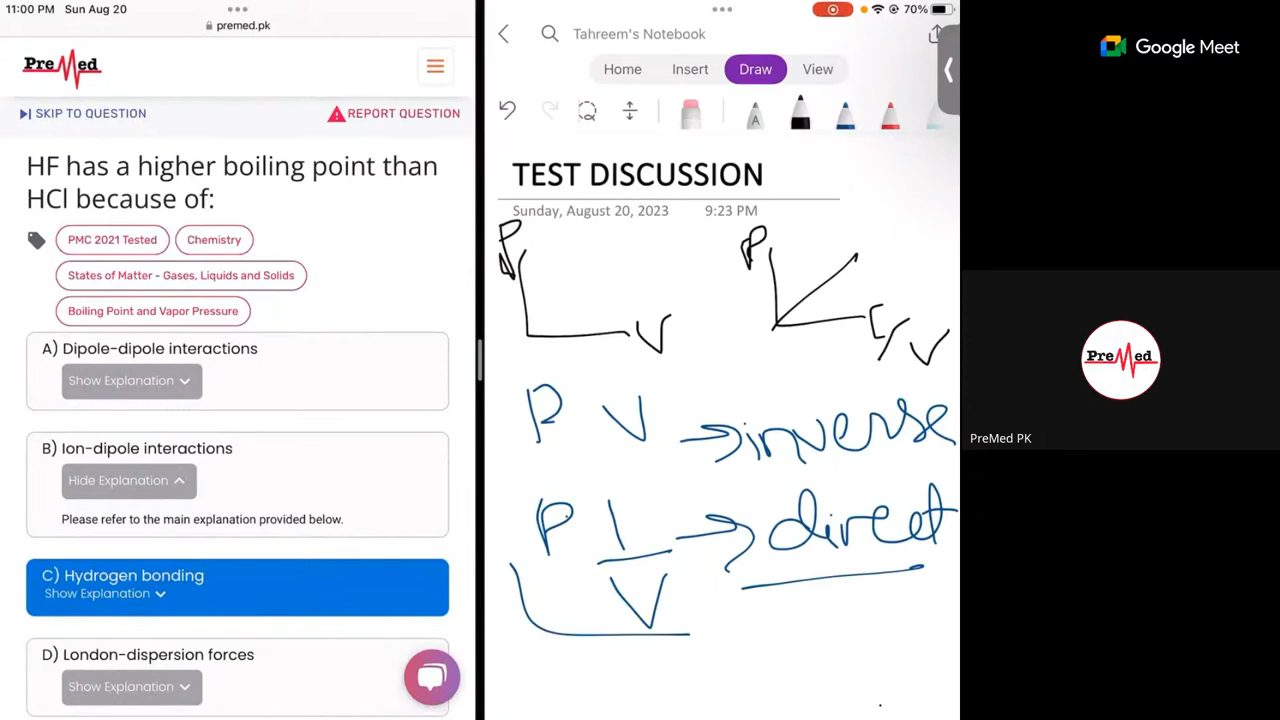 11:00 PM Sun Aug 20
premed.pk
PreMed
SKIP TO QUESTION
REPORT QUESTION
HF has a higher boiling point than
HCl because of:
PMC 2021 Tested
Chemistry
States of Matter - Gases, Liquids and Solids
Boiling Point and Vapor Pressure
A) Dipole-dipole interactions
Show Explanation
B) Ion-dipole interactions
Hide Explanation
Please refer to the main explanation provided below.
C) Hydrogen bonding
Show Explanation
D) London-dispersion forces
Show Explanation
70%
Tahreem's Notebook
Home Insert Draw View
A
TEST DISCUSSION
Sunday, August 20, 2023 9:23 PM
P
V
P
1/V
P V → inverse
P 1/V → direct
Google Meet
PreMed
PreMed PK